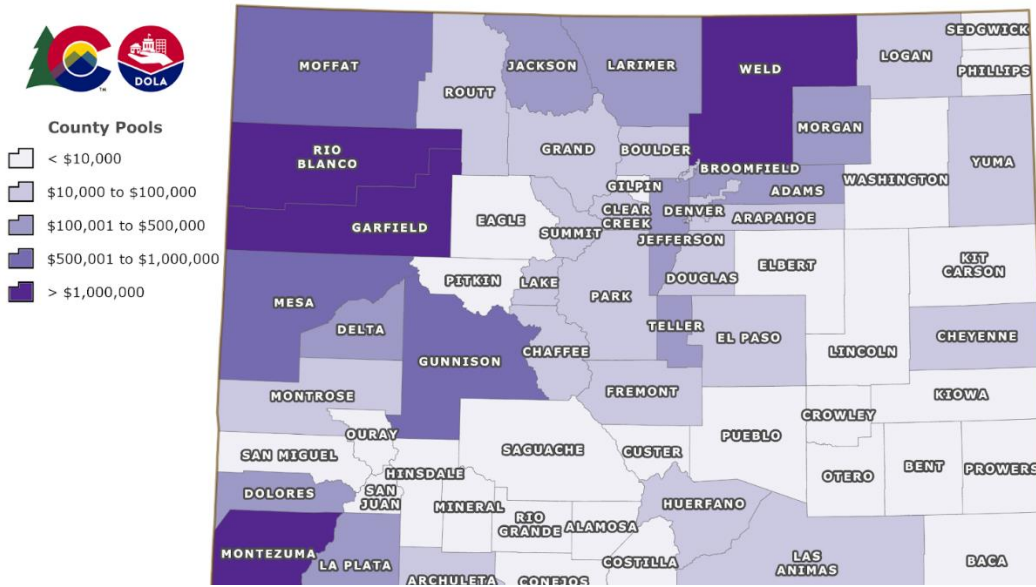 DOLA
TM
County Pools
< $10,000
$10,000 to $100,000
$100,001 to $500,000
$500,001 to $1,000,000
> $1,000,000
MOFFAT
ROUTT
JACKSON
LARIMER
WELD
LOGAN
SEDGWICK
PHILLIPS
RIO
BLANCO
GRAND
BOULDER
MORGAN
YUMA
BROOMFIELD
ADAMS
WASHINGTON
GARFIELD
EAGLE
GILPIN
CLEAR
CREEK
DENVER
ARAPAHOE
SUMMIT
JEFFERSON
PITKIN
LAKE
DOUGLAS
ELBERT
KIT
CARSON
MESA
DELTA
PARK
TELLER
EL PASO
CHEYENNE
GUNNISON
CHAFFEE
LINCOLN
MONTROSE
FREMONT
KIOWA
OURAY
CROWLEY
SAN MIGUEL
SAGUACHE
CUSTER
PUEBLO
HINSDALE
OTERO
BENT
PROWERS
DOLORES
SAN
JUAN
MINERAL
RIO
GRANDE
ALAMOSA
HUERFANO
MONTEZUMA
LA PLATA
ARCHULETA
CONEJOS
COSTILLA
LAS
ANIMAS
BACA